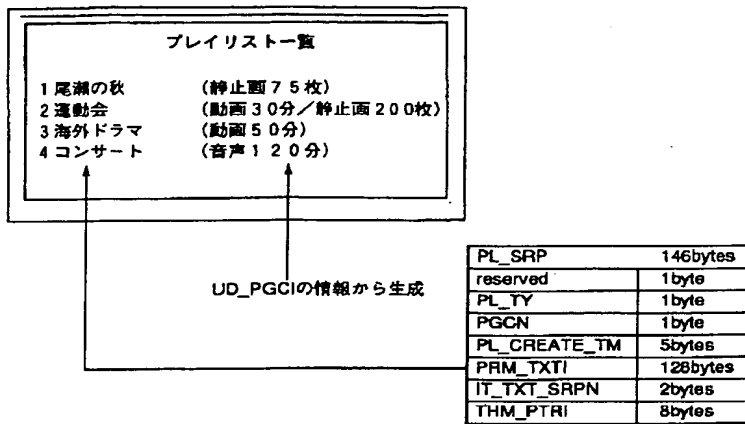 プレイリスト一覧
1 尾瀬の秋 (静止画75枚)
2 運動会 (動画30分/静止画200枚)
3 海外ドラマ (動画50分)
4 コンサート (音声120分)
UD_PGCIの情報から生成
PL_SRP 146bytes
reserved 1byte
PL_TY 1byte
PGCN 1byte
PL_CREATE_TM 5bytes
PRM_TXTI 128bytes
IT_TXT_SRPN 2bytes
THM_PTRI 8bytes